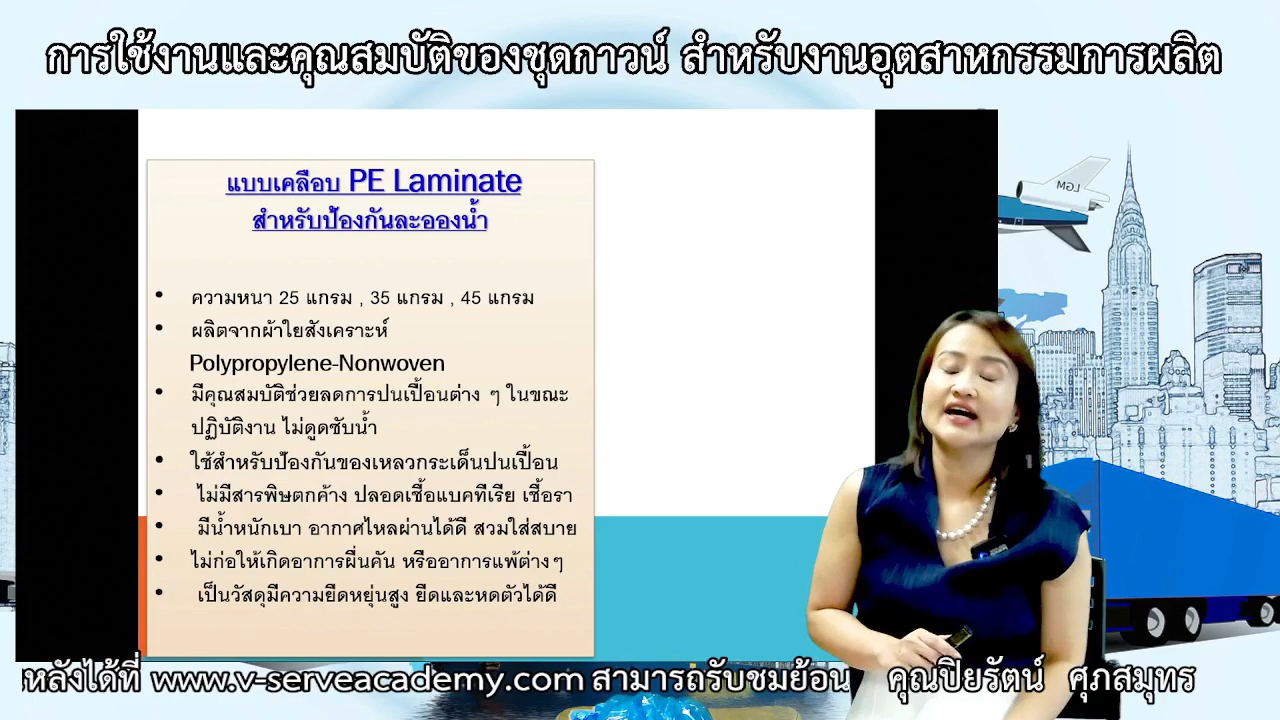 การใช้งานและคุณสมบัติของชุดกาวน์ สำหรับงานอุตสาหกรรมการผลิต
แบบเคลือบ PE Laminate
สำหรับป้องกันละอองน้ำ
• ความหนา 25 แกรม , 35 แกรม , 45 แกรม
• ผลิตจากผ้าใยสังเคราะห์
Polypropylene-Nonwoven
• มีคุณสมบัติช่วยลดการปนเปื้อนต่าง ๆ ในขณะ
ปฏิบัติงาน ไม่ดูดซับน้ำ
• ใช้สำหรับป้องกันของเหลวกระเด็นปนเปื้อน
• ไม่มีสารพิษตกค้าง ปลอดเชื้อแบคทีเรีย เชื้อรา
• มีน้ำหนักเบา อากาศไหลผ่านได้ดี สวมใส่สบาย
• ไม่ก่อให้เกิดอาการผื่นคัน หรืออาการแพ้ต่างๆ
• เป็นวัสดุมีความยืดหยุ่นสูง ยืดและหดตัวได้ดี
LGM
หลังได้ที่ www.v-serveacademy.com สามารถรับชมย้อน
คุณปิยรัตน์ ศุภสมุทร